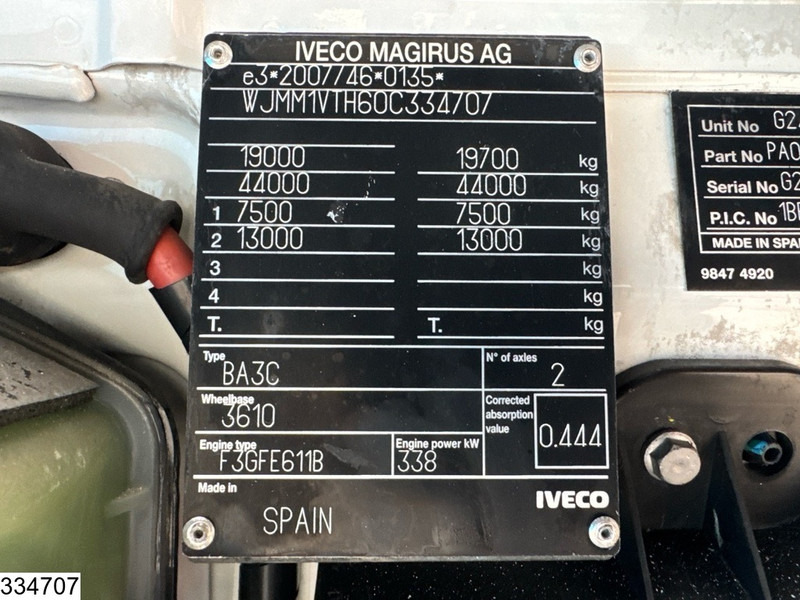 IVECO MAGIRUS AG
e3*2007/46*0135*
WJMM1VTH60C334707
19000 19700 kg
44000 44000 kg
1 7500 7500 kg
2 13000 13000 kg
3 kg
4 kg
T. T. kg
Type
BA3C
N° of axles
2
Wheelbase
3610
Corrected
absorption
value
0.444
Engine type
F3GFE611B
Engine power kW
338
Made in
SPAIN
IVECO
Unit No
Part No
Serial No
P.I.C. No
MADE IN
9847 4920
334707